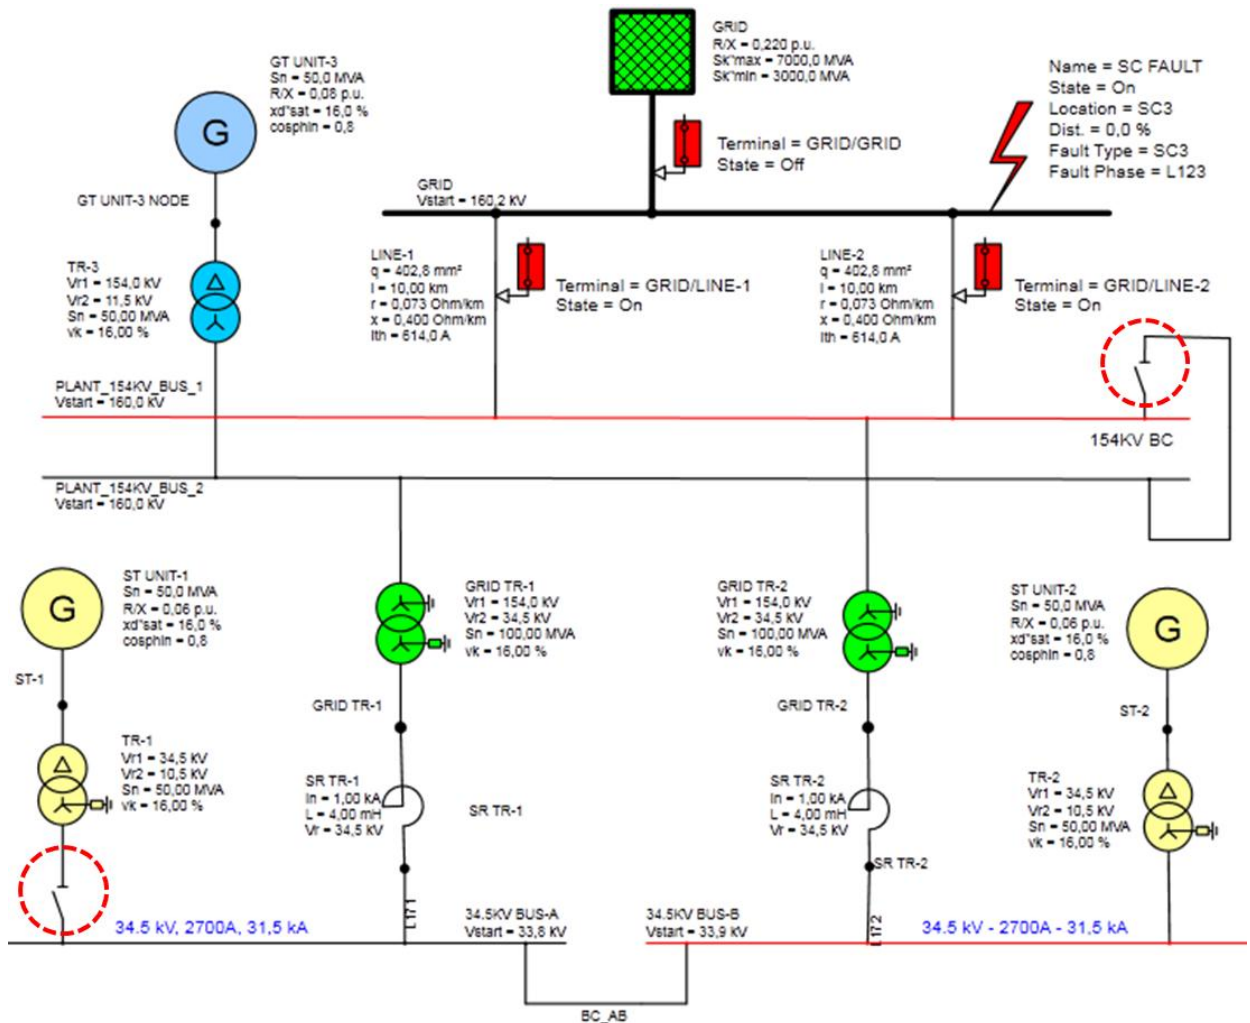 GRID
R/X = 0,220 p.u.
Sk"max = 7000,0 MVA
Sk"min = 3000,0 MVA
GT UNIT-3
Sn = 50,0 MVA
R/X = 0,08 p.u.
xd"sat = 16,0 %
cosphin = 0,8
G
Name = SC FAULT
State = On
Location = SC3
Dist. = 0,0 %
Fault Type = SC3
Fault Phase = L123
Terminal = GRID/GRID
State = Off
GT UNIT-3 NODE
GRID
Vstart = 160,2 kV
TR-3
Vr1 = 154,0 kV
Vr2 = 11,5 kV
Sn = 50,00 MVA
vk = 16,00 %
LINE-1
q = 402,8 mm²
l = 10,00 km
r = 0,073 Ohm/km
x = 0,400 Ohm/km
Ith = 614,0 A
Terminal = GRID/LINE-1
State = On
LINE-2
q = 402,8 mm²
l = 10,00 km
r = 0,073 Ohm/km
x = 0,400 Ohm/km
Ith = 614,0 A
Terminal = GRID/LINE-2
State = On
PLANT_154KV_BUS_1
Vstart = 160,0 kV
154KV BC
PLANT_154KV_BUS_2
Vstart = 160,0 kV
ST UNIT-1
Sn = 50,0 MVA
R/X = 0,06 p.u.
xd"sat = 16,0 %
cosphin = 0,8
G
GRID TR-1
Vr1 = 154,0 kV
Vr2 = 34,5 kV
Sn = 100,00 MVA
vk = 16,00 %
GRID TR-2
Vr1 = 154,0 kV
Vr2 = 34,5 kV
Sn = 100,00 MVA
vk = 16,00 %
ST UNIT-2
Sn = 50,0 MVA
R/X = 0,06 p.u.
xd"sat = 16,0 %
cosphin = 0,8
G
ST-1
GRID TR-1
GRID TR-2
ST-2
TR-1
Vr1 = 34,5 kV
Vr2 = 10,5 kV
Sn = 50,00 MVA
vk = 16,00 %
SR TR-1
In = 1,00 kA
L = 4,00 mH
Vr = 34,5 kV
SR TR-1
SR TR-2
In = 1,00 kA
L = 4,00 mH
Vr = 34,5 kV
SR TR-2
TR-2
Vr1 = 34,5 kV
Vr2 = 10,5 kV
Sn = 50,00 MVA
vk = 16,00 %
34.5 kV, 2700A, 31,5 kA
L171
34.5KV BUS-A
Vstart = 33,8 kV
34.5KV BUS-B
Vstart = 33,9 kV
L172
34.5 kV - 2700A - 31,5 kA
BC_AB